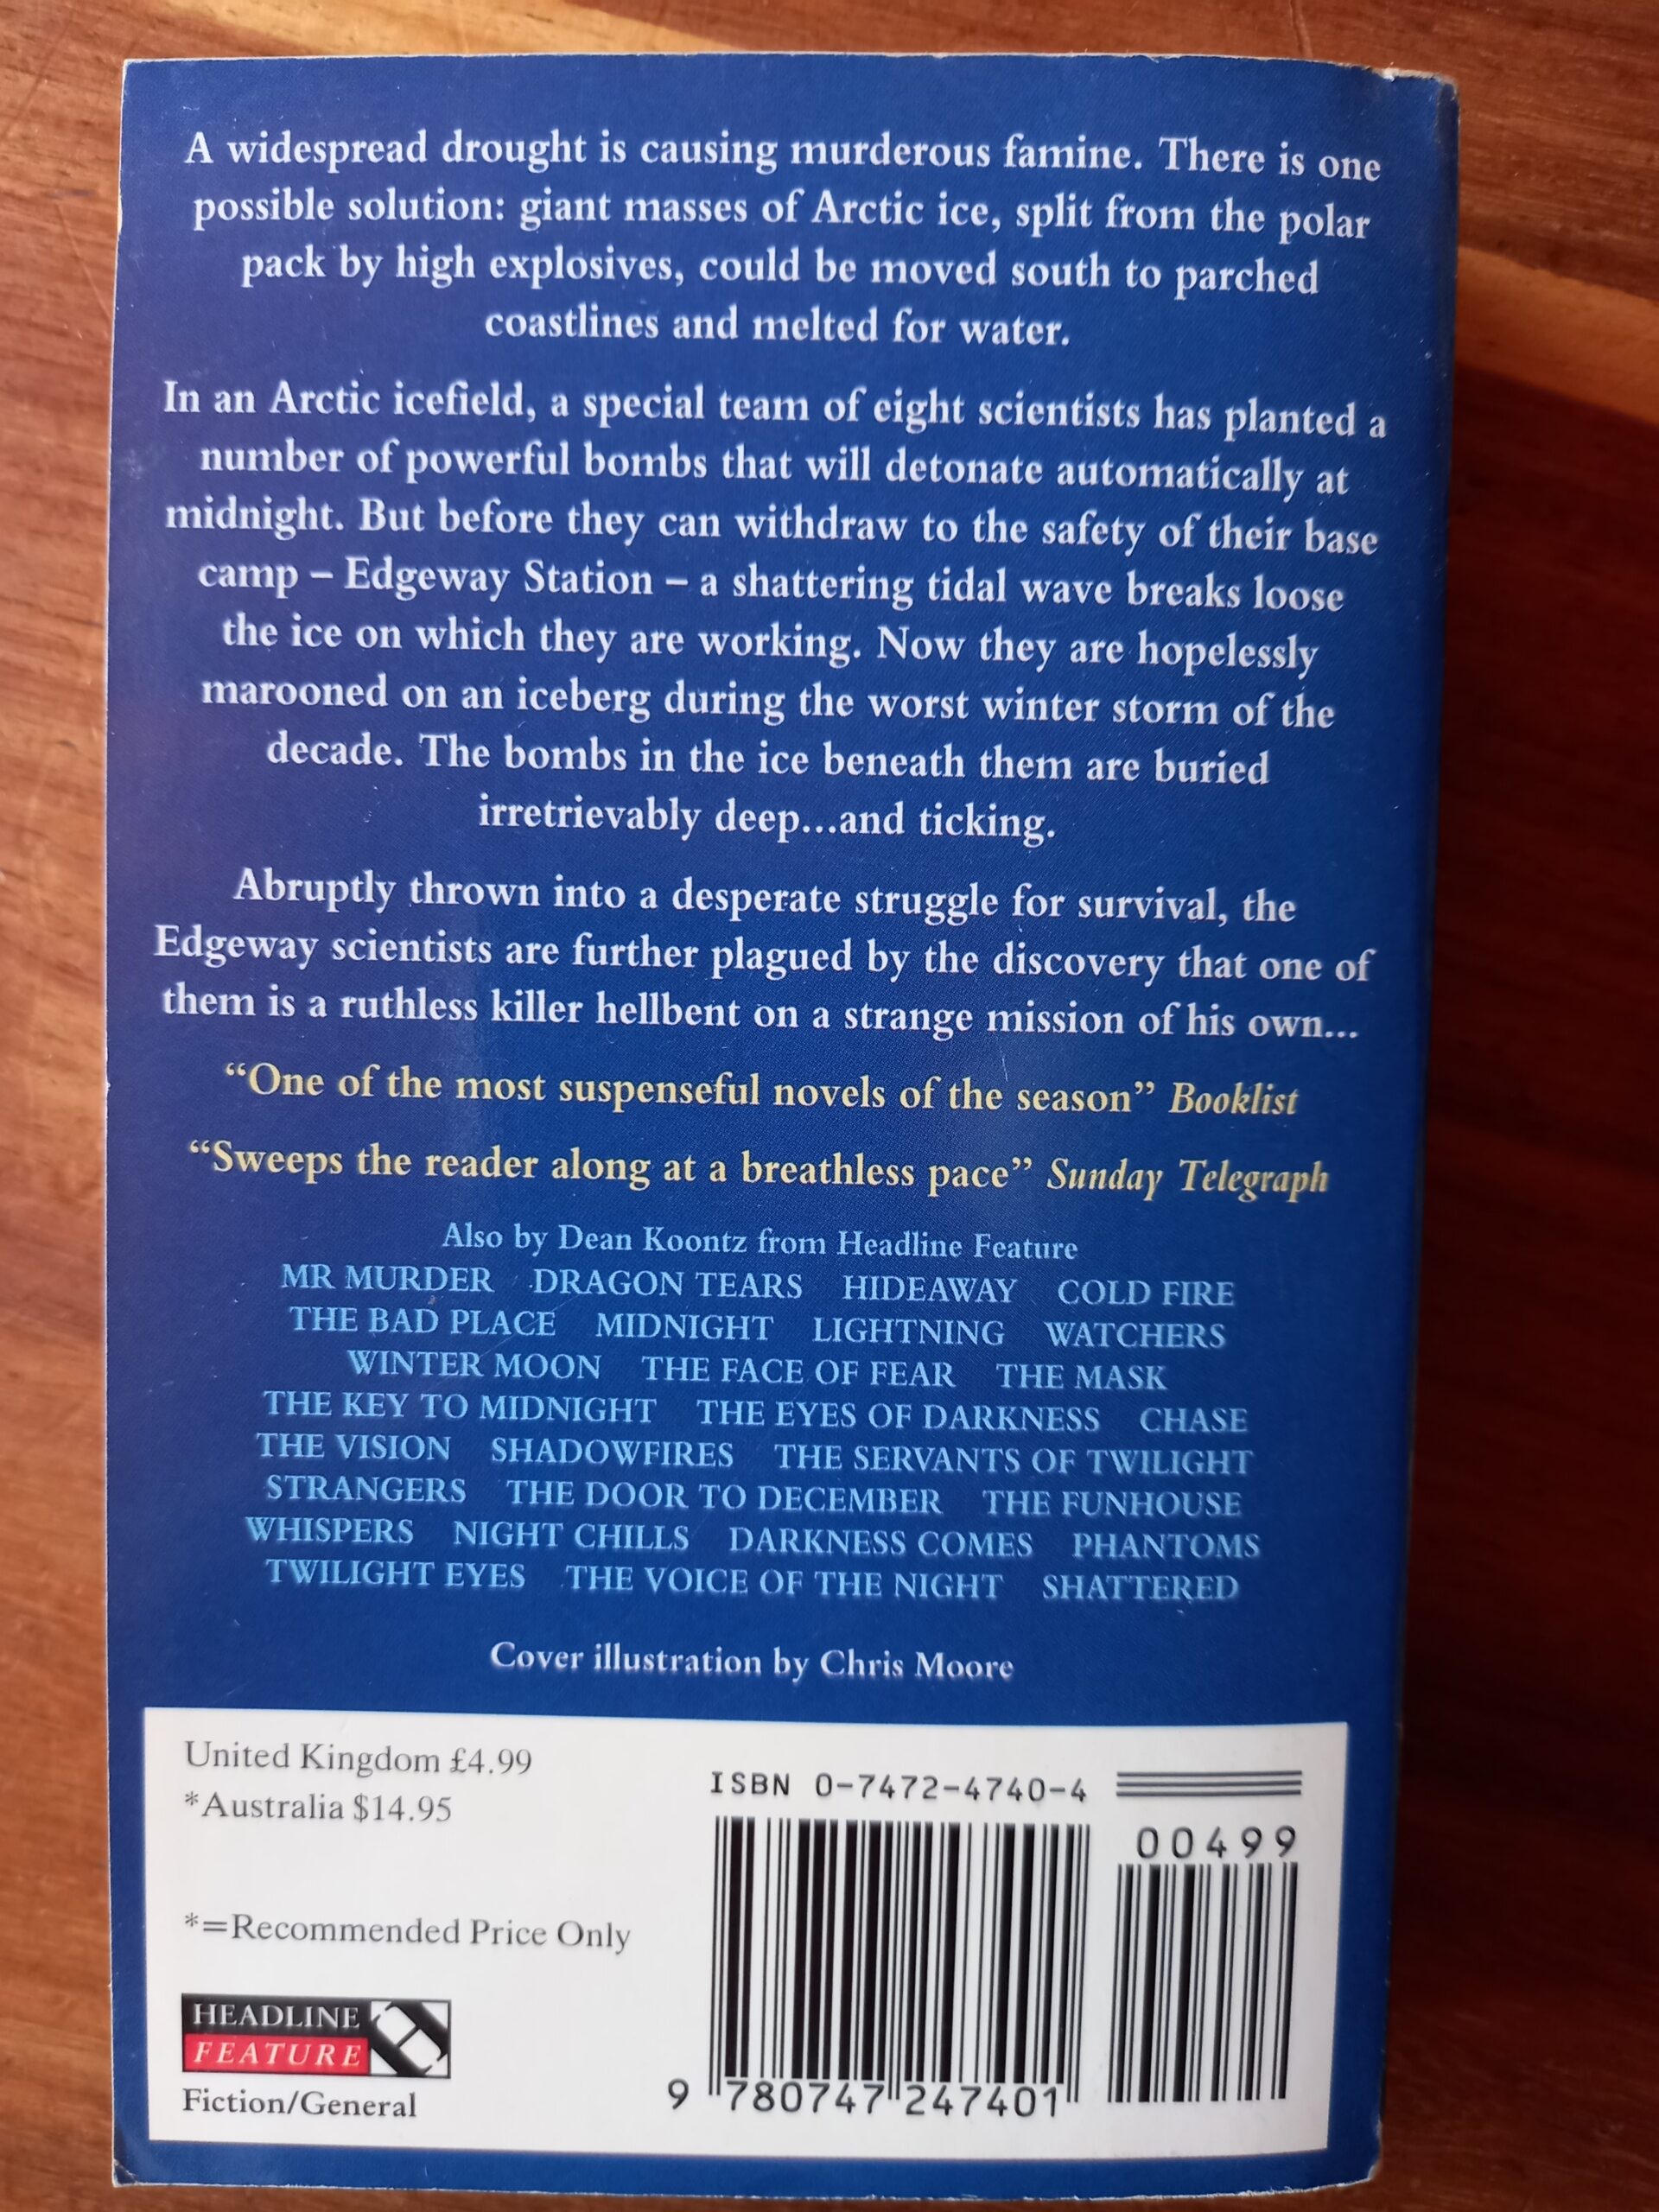 A widespread drought is causing murderous famine. There is one
possible solution: giant masses of Arctic ice, split from the polar
pack by high explosives, could be moved south to parched
coastlines and melted for water.
In an Arctic icefield, a special team of eight scientists has planted a
number of powerful bombs that will detonate automatically at
midnight. But before they can withdraw to the safety of their base
camp – Edgeway Station – a shattering tidal wave breaks loose
the ice on which they are working. Now they are hopelessly
marooned on an iceberg during the worst winter storm of the
decade. The bombs in the ice beneath them are buried
irretrievably deep...and ticking.
Abruptly thrown into a desperate struggle for survival, the
Edgeway scientists are further plagued by the discovery that one of
them is a ruthless killer hellbent on a strange mission of his own...
“One of the most suspenseful novels of the season” Booklist
“Sweeps the reader along at a breathless pace” Sunday Telegraph
Also by Dean Koontz from Headline Feature
MR MURDER DRAGON TEARS HIDEAWAY COLD FIRE
THE BAD PLACE MIDNIGHT LIGHTNING WATCHERS
WINTER MOON THE FACE OF FEAR THE MASK
THE KEY TO MIDNIGHT THE EYES OF DARKNESS CHASE
THE VISION SHADOWFIRES THE SERVANTS OF TWILIGHT
STRANGERS THE DOOR TO DECEMBER THE FUNHOUSE
WHISPERS NIGHT CHILLS DARKNESS COMES PHANTOMS
TWILIGHT EYES THE VOICE OF THE NIGHT SHATTERED
Cover illustration by Chris Moore
United Kingdom £4.99
*Australia $14.95
*=Recommended Price Only
HEADLINE
FEATURE
Fiction/General
ISBN 0-7472-4740-4
00499
9 780747 247401